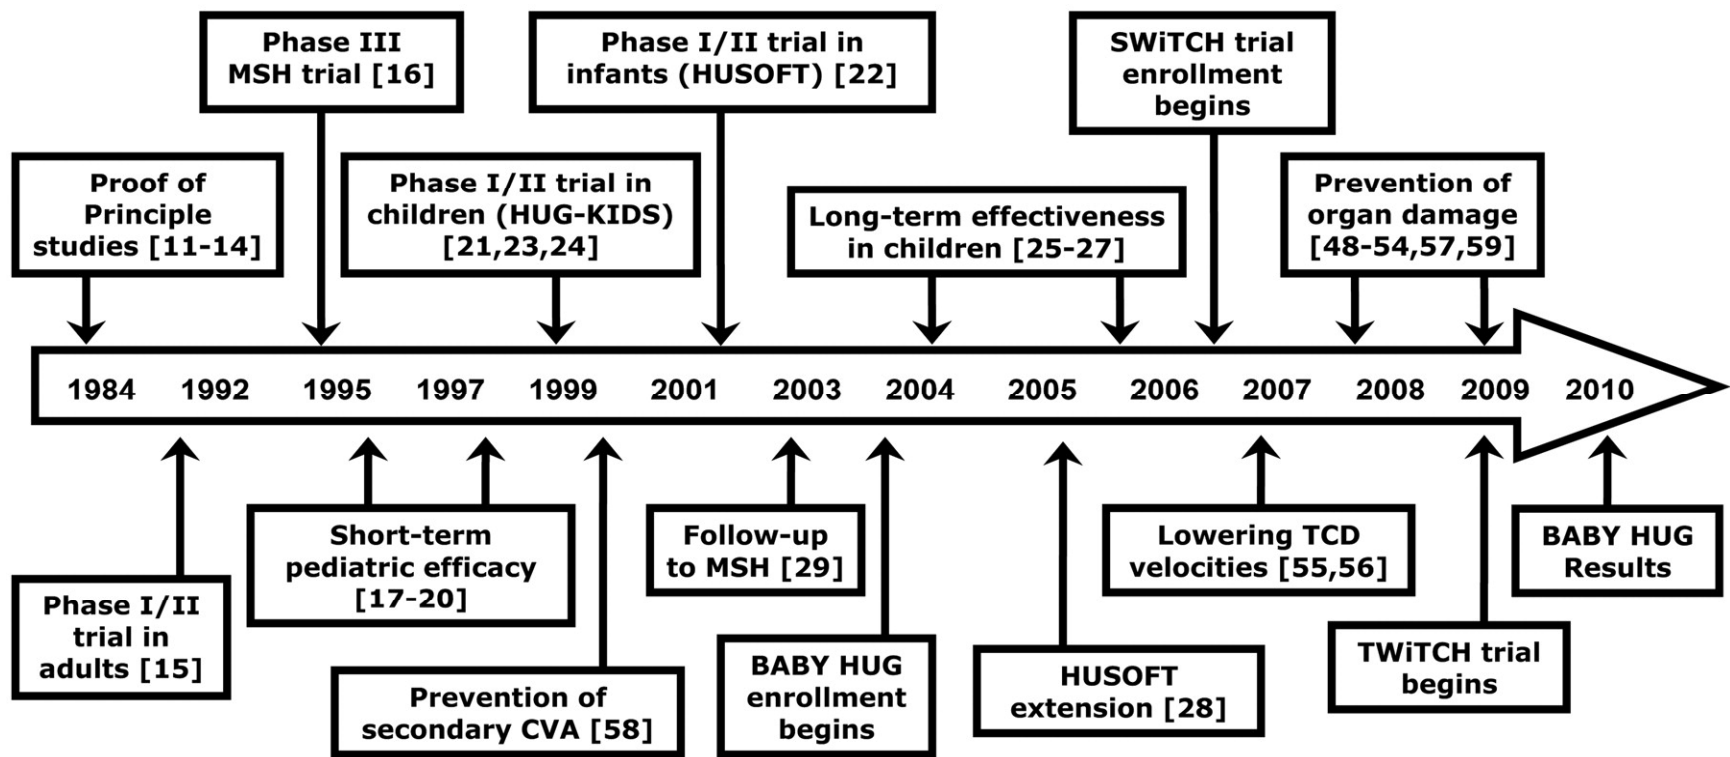 Phase III
MSH trial [16]
Phase I/II trial in
infants (HUSOFT) [22]
SWiTCH trial
enrollment
begins
Proof of
Principle
studies [11-14]
Phase I/II trial in
children (HUG-KIDS)
[21,23,24]
Long-term effectiveness
in children [25-27]
Prevention of
organ damage
[48-54,57,59]
1984 1992 1995 1997 1999 2001 2003 2004 2005 2006 2007 2008 2009 2010
Phase I/II
trial in
adults [15]
Short-term
pediatric efficacy
[17-20]
Prevention of
secondary CVA [58]
Follow-up
to MSH [29]
BABY HUG
enrollment
begins
HUSOFT
extension [28]
Lowering TCD
velocities [55,56]
TWiTCH trial
begins
BABY HUG
Results